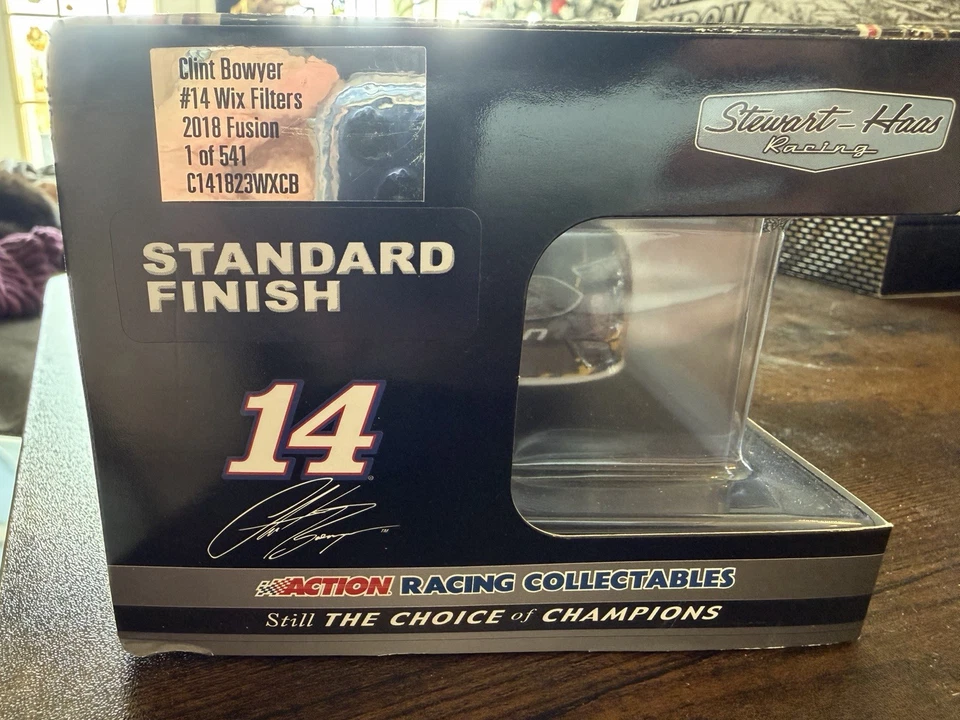 Clint Bowyer
#14 Wix Filters
2018 Fusion
1 of 541
C141823WXCB
Stewart-Haas
Racing
STANDARD
FINISH
14
ACTION RACING COLLECTABLES
Still THE CHOICE of CHAMPIONS